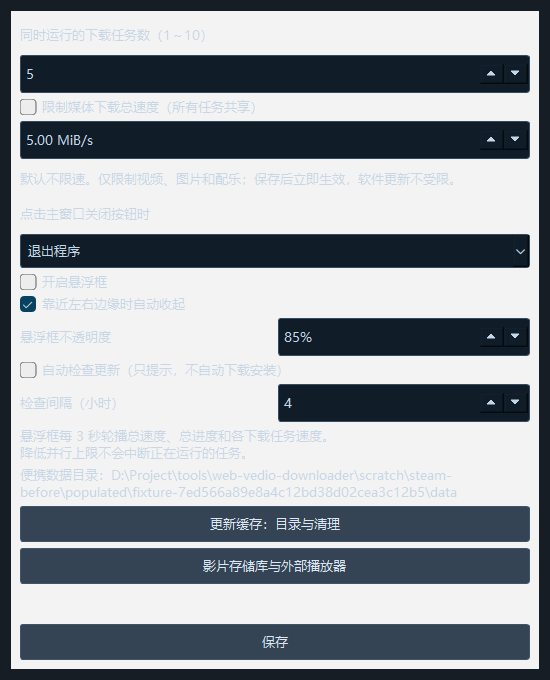 同时运行的下载任务数（1～10）
5
限制媒体下载总速度（所有任务共享）
5.00 MiB/s
默认不限速。仅限制视频、图片和配乐；保存后立即生效，软件更新不受限。
点击主窗口关闭按钮时
退出程序
开启悬浮框
靠近左右边缘时自动收起
悬浮框不透明度
85%
自动检查更新（只提示，不自动下载安装）
检查间隔（小时）
4
悬浮框每 3 秒轮播总速度、总进度和各下载任务速度。
降低并行上限不会中断正在运行的任务。
便携数据目录：D:\Project\tools\web-vedio-downloader\scratch\steam-
before\populated\fixture-7ed566a89e8a4c12bd38d02cea3c12b5\data
更新缓存：目录与清理
影片存储库与外部播放器
保存